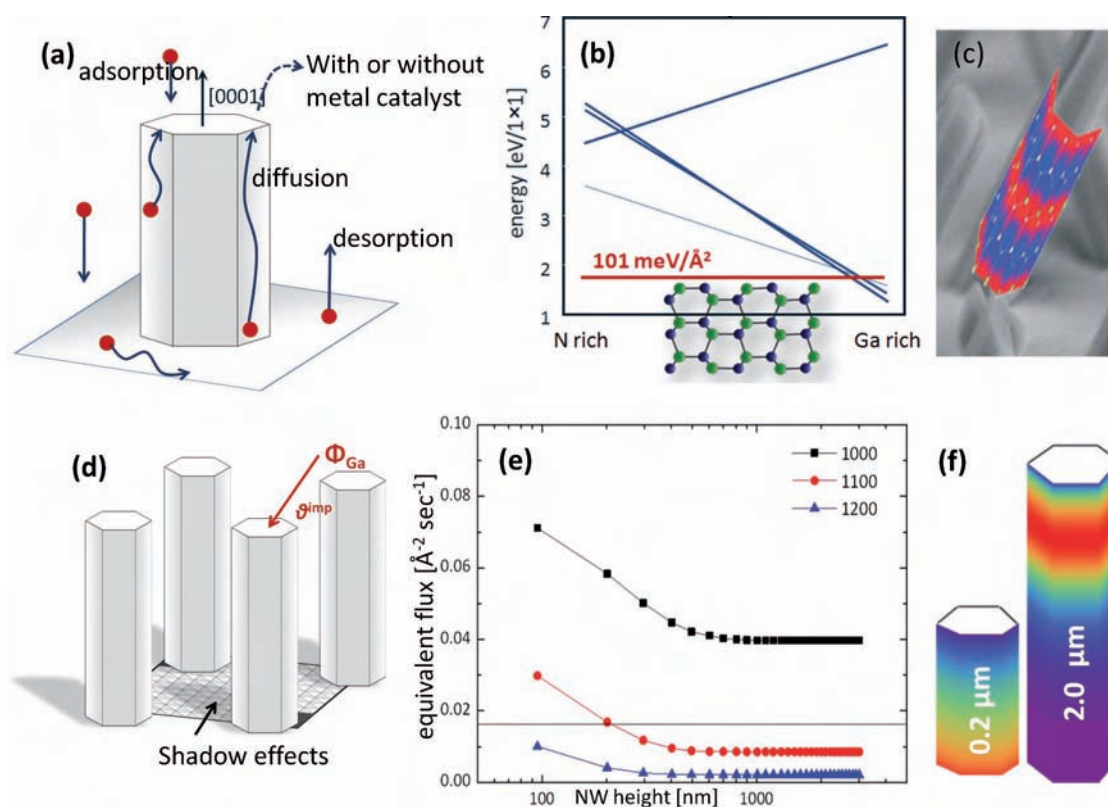 (a)
adsorption
[0001]
With or without
metal catalyst
diffusion
desorption
(b)
energy [eV/1×1]
7
6
5
4
3
2
1
101 meV/Å²
N rich
Ga rich
(c)
(d)
Φ Ga
ϑ imp
Shadow effects
(e)
equivalent flux [Å⁻² sec⁻¹]
0.10
0.08
0.06
0.04
0.02
0.00
1000
1100
1200
100
1000
NW height [nm]
(f)
0.2 μm
2.0 μm